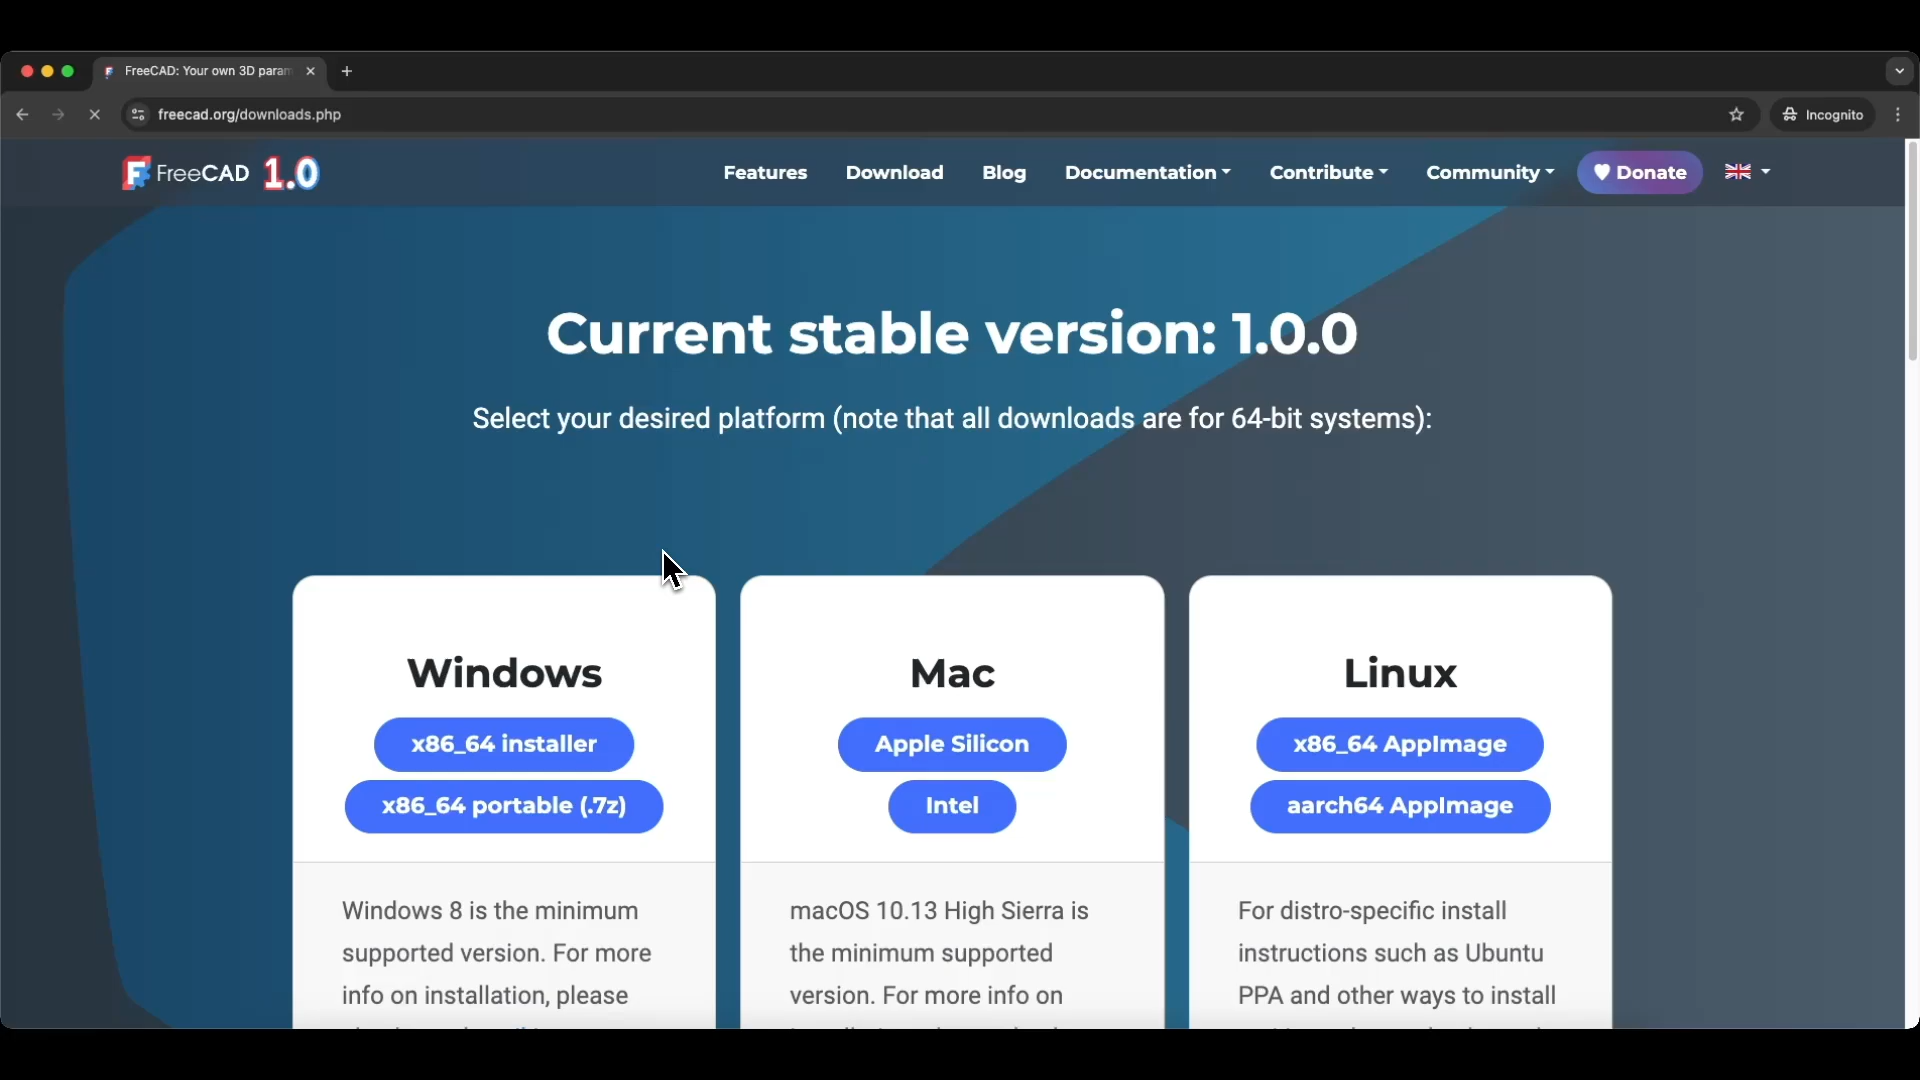 FreeCAD: Your own 3D param
freecad.org/downloads.php
Incognito
FreeCAD 1.0
Features
Download
Blog
Documentation
Contribute
Community
Donate
Current stable version: 1.0.0
Select your desired platform (note that all downloads are for 64-bit systems):
Windows
x86_64 installer
x86_64 portable (.7z)
Windows 8 is the minimum
supported version. For more
info on installation, please
Mac
Apple Silicon
Intel
macOS 10.13 High Sierra is
the minimum supported
version. For more info on
Linux
x86_64 AppImage
aarch64 AppImage
For distro-specific install
instructions such as Ubuntu
PPA and other ways to install